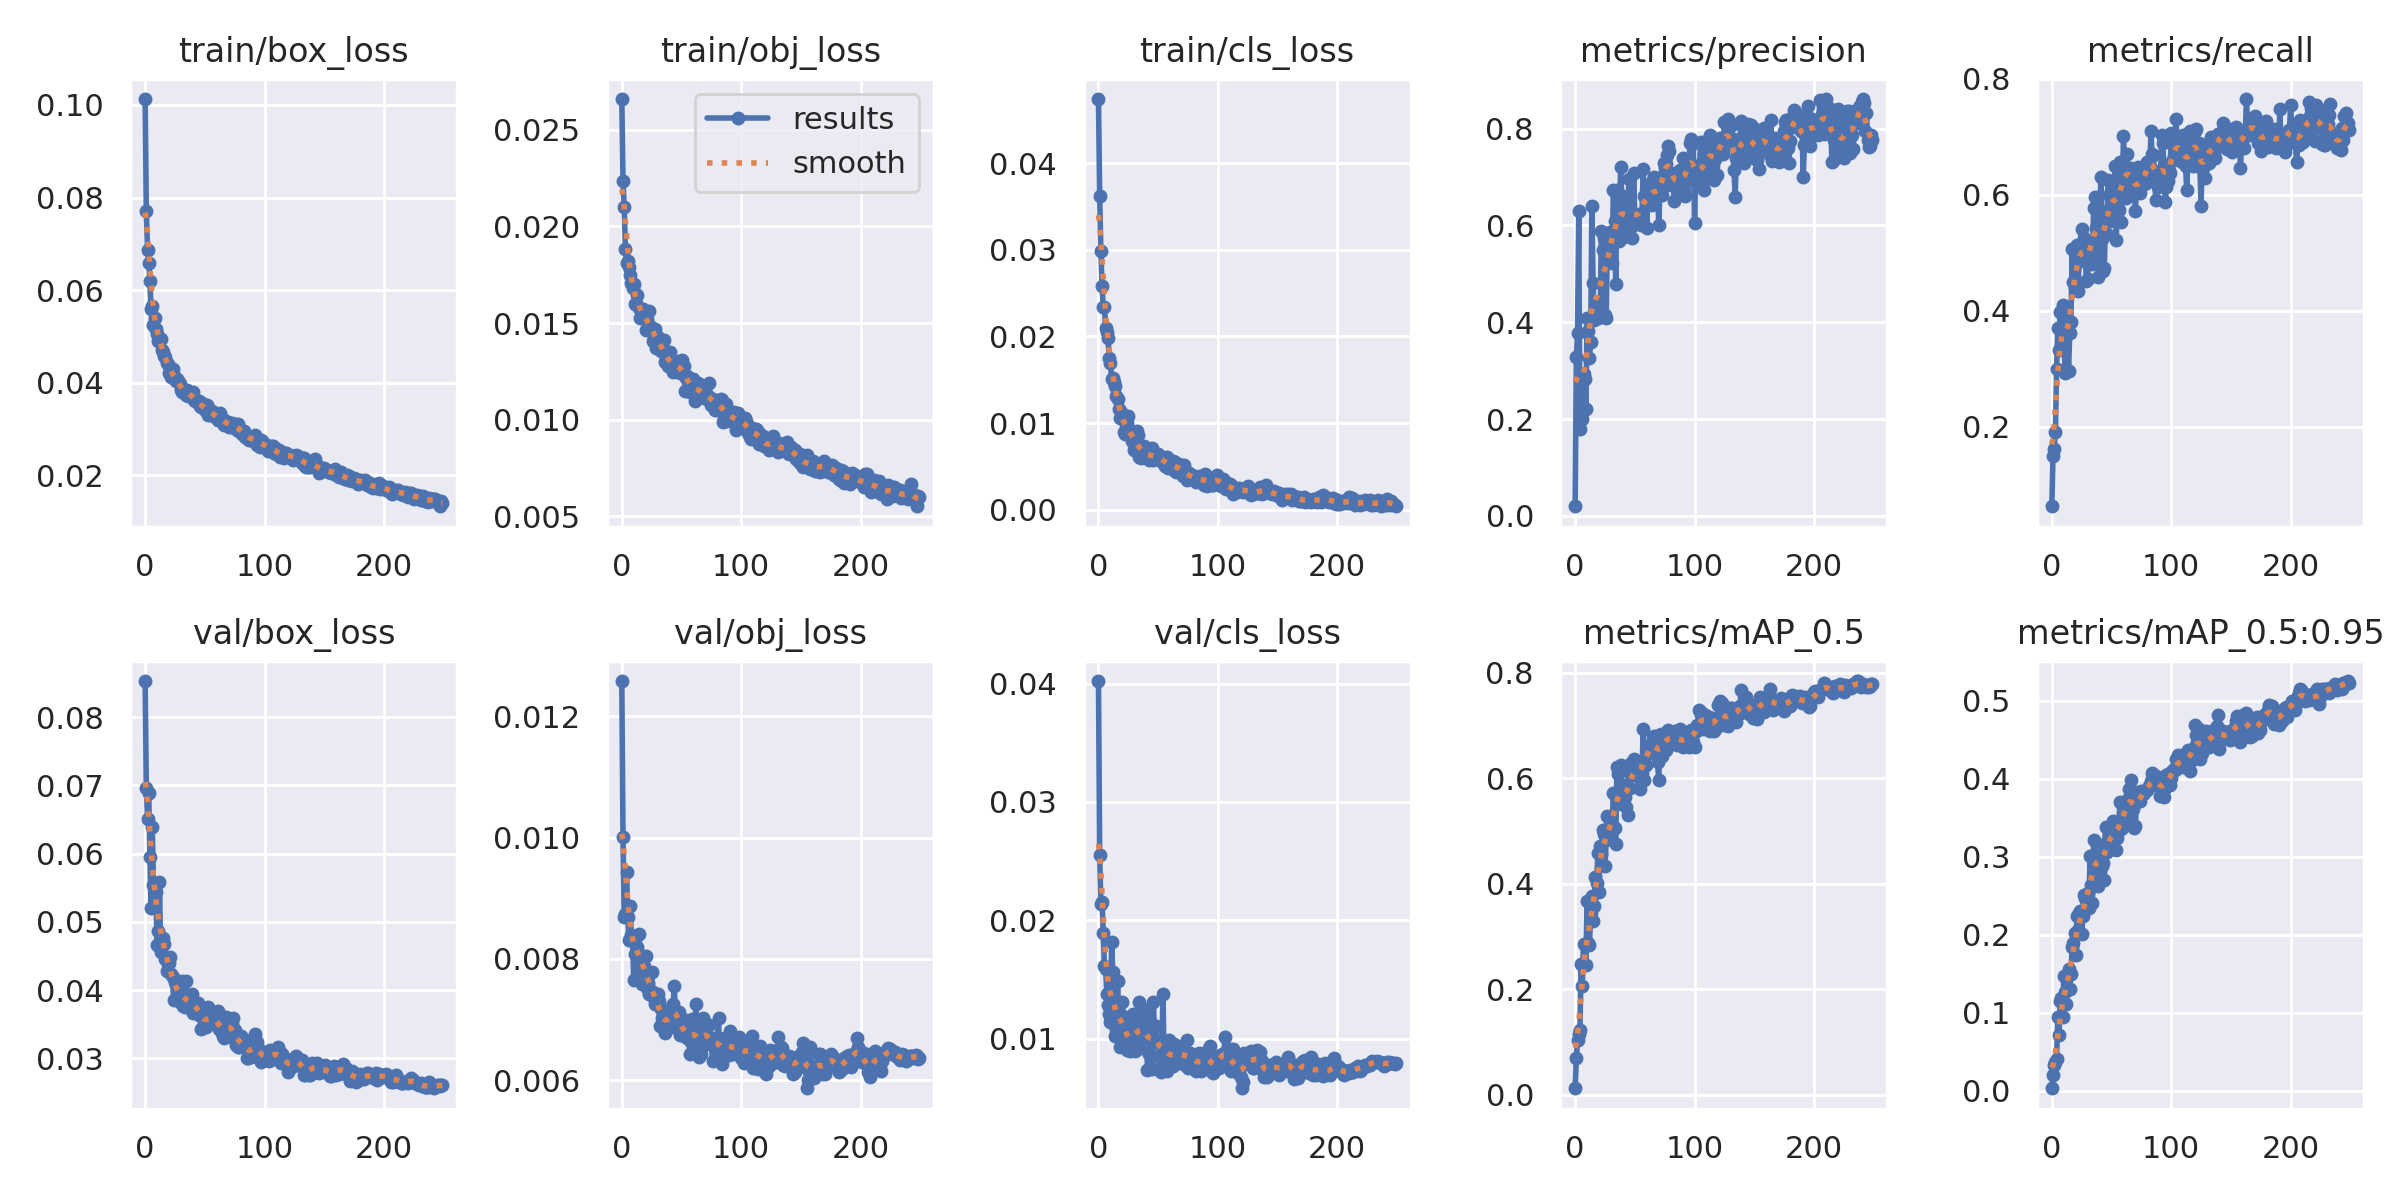 train/box_loss
0.10
0.08
0.06
0.04
0.02
0 100 200
train/obj_loss
results
smooth
0.025
0.020
0.015
0.010
0.005
0 100 200
train/cls_loss
0.04
0.03
0.02
0.01
0.00
0 100 200
metrics/precision
0.8
0.6
0.4
0.2
0.0
0 100 200
metrics/recall
0.8
0.6
0.4
0.2
0 100 200
val/box_loss
0.08
0.07
0.06
0.05
0.04
0.03
0 100 200
val/obj_loss
0.012
0.010
0.008
0.006
0 100 200
val/cls_loss
0.04
0.03
0.02
0.01
0 100 200
metrics/mAP_0.5
0.8
0.6
0.4
0.2
0.0
0 100 200
metrics/mAP_0.5:0.95
0.5
0.4
0.3
0.2
0.1
0.0
0 100 200